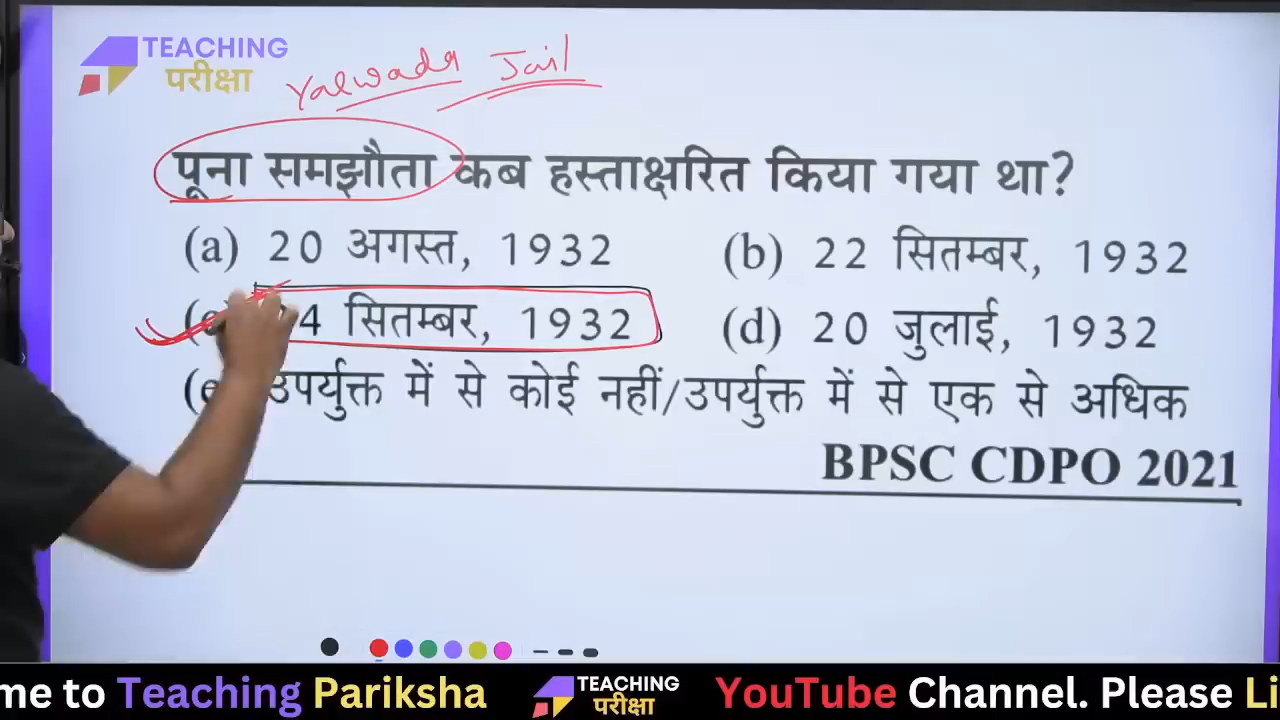 TEACHING
परीक्षा
Yalwada Jail
पूना समझौता कब हस्ताक्षरित किया गया था?
(a) 20 अगस्त, 1932 (b) 22 सितम्बर, 1932
4 सितम्बर, 1932 (d) 20 जुलाई, 1932
उपर्युक्त में से कोई नहीं/उपर्युक्त में से एक से अधिक
BPSC CDPO 2021
me to Teaching Pariksha TEACHING परीक्षा YouTube Channel. Please Li